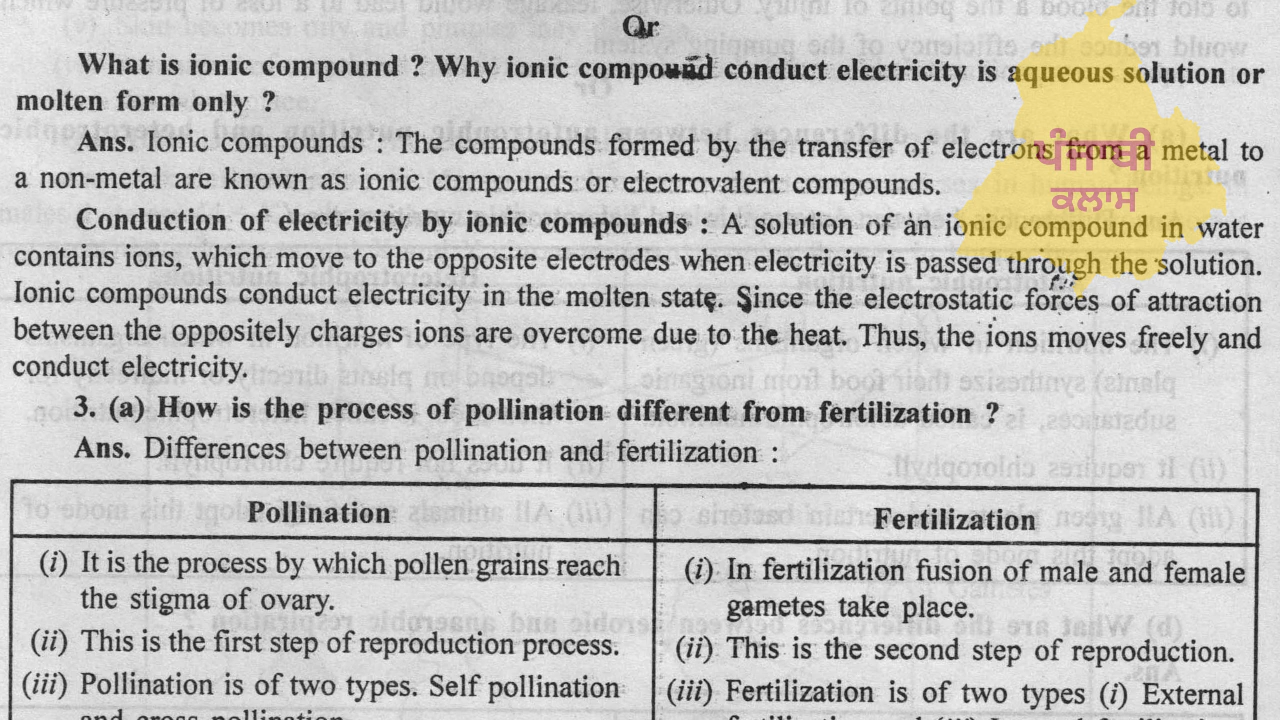 Or
What is ionic compound ? Why ionic compound conduct electricity is aqueous solution or
molten form only ?
Ans. Ionic compounds : The compounds formed by the transfer of electrons from a metal to
a non-metal are known as ionic compounds or electrovalent compounds.
ਪੰਜਾਬੀ
ਕਲਾਸ
Conduction of electricity by ionic compounds : A solution of an ionic compound in water
contains ions, which move to the opposite electrodes when electricity is passed through the solution.
Ionic compounds conduct electricity in the molten state. Since the electrostatic forces of attraction
between the oppositely charges ions are overcome due to the heat. Thus, the ions moves freely and
conduct electricity.
3. (a) How is the process of pollination different from fertilization ?
Ans. Differences between pollination and fertilization :
Pollination
(i) It is the process by which pollen grains reach
the stigma of ovary.
(ii) This is the first step of reproduction process.
(iii) Pollination is of two types. Self pollination
and cross pollination.
Fertilization
(i) In fertilization fusion of male and female
gametes take place.
(ii) This is the second step of reproduction.
(iii) Fertilization is of two types (i) External